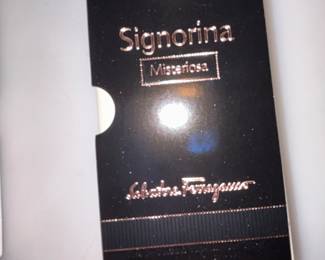 Signorina
Misteriosa
Salvatore Ferragamo